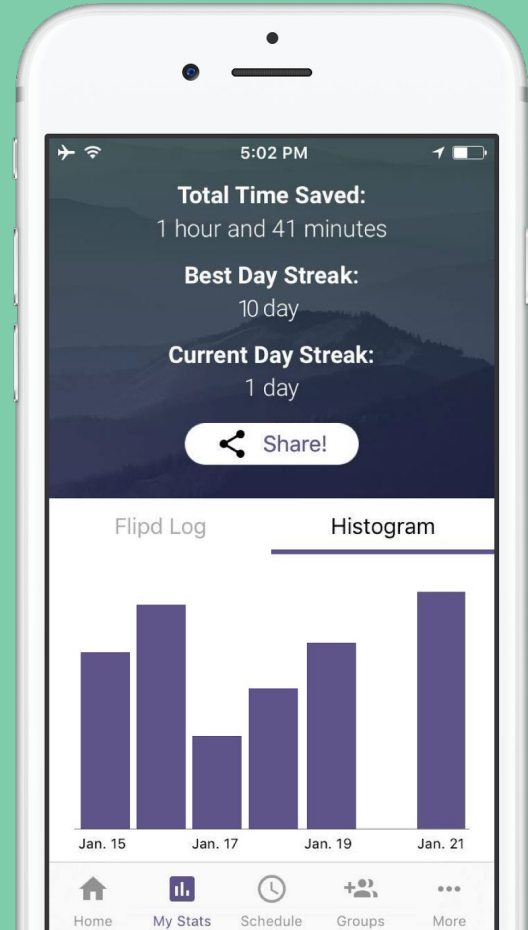 5:02 PM
Total Time Saved:
1 hour and 41 minutes
Best Day Streak:
10 day
Current Day Streak:
1 day
Share!
Flipd Log Histogram
Jan. 15 Jan. 17 Jan. 19 Jan. 21
Home My Stats Schedule Groups More